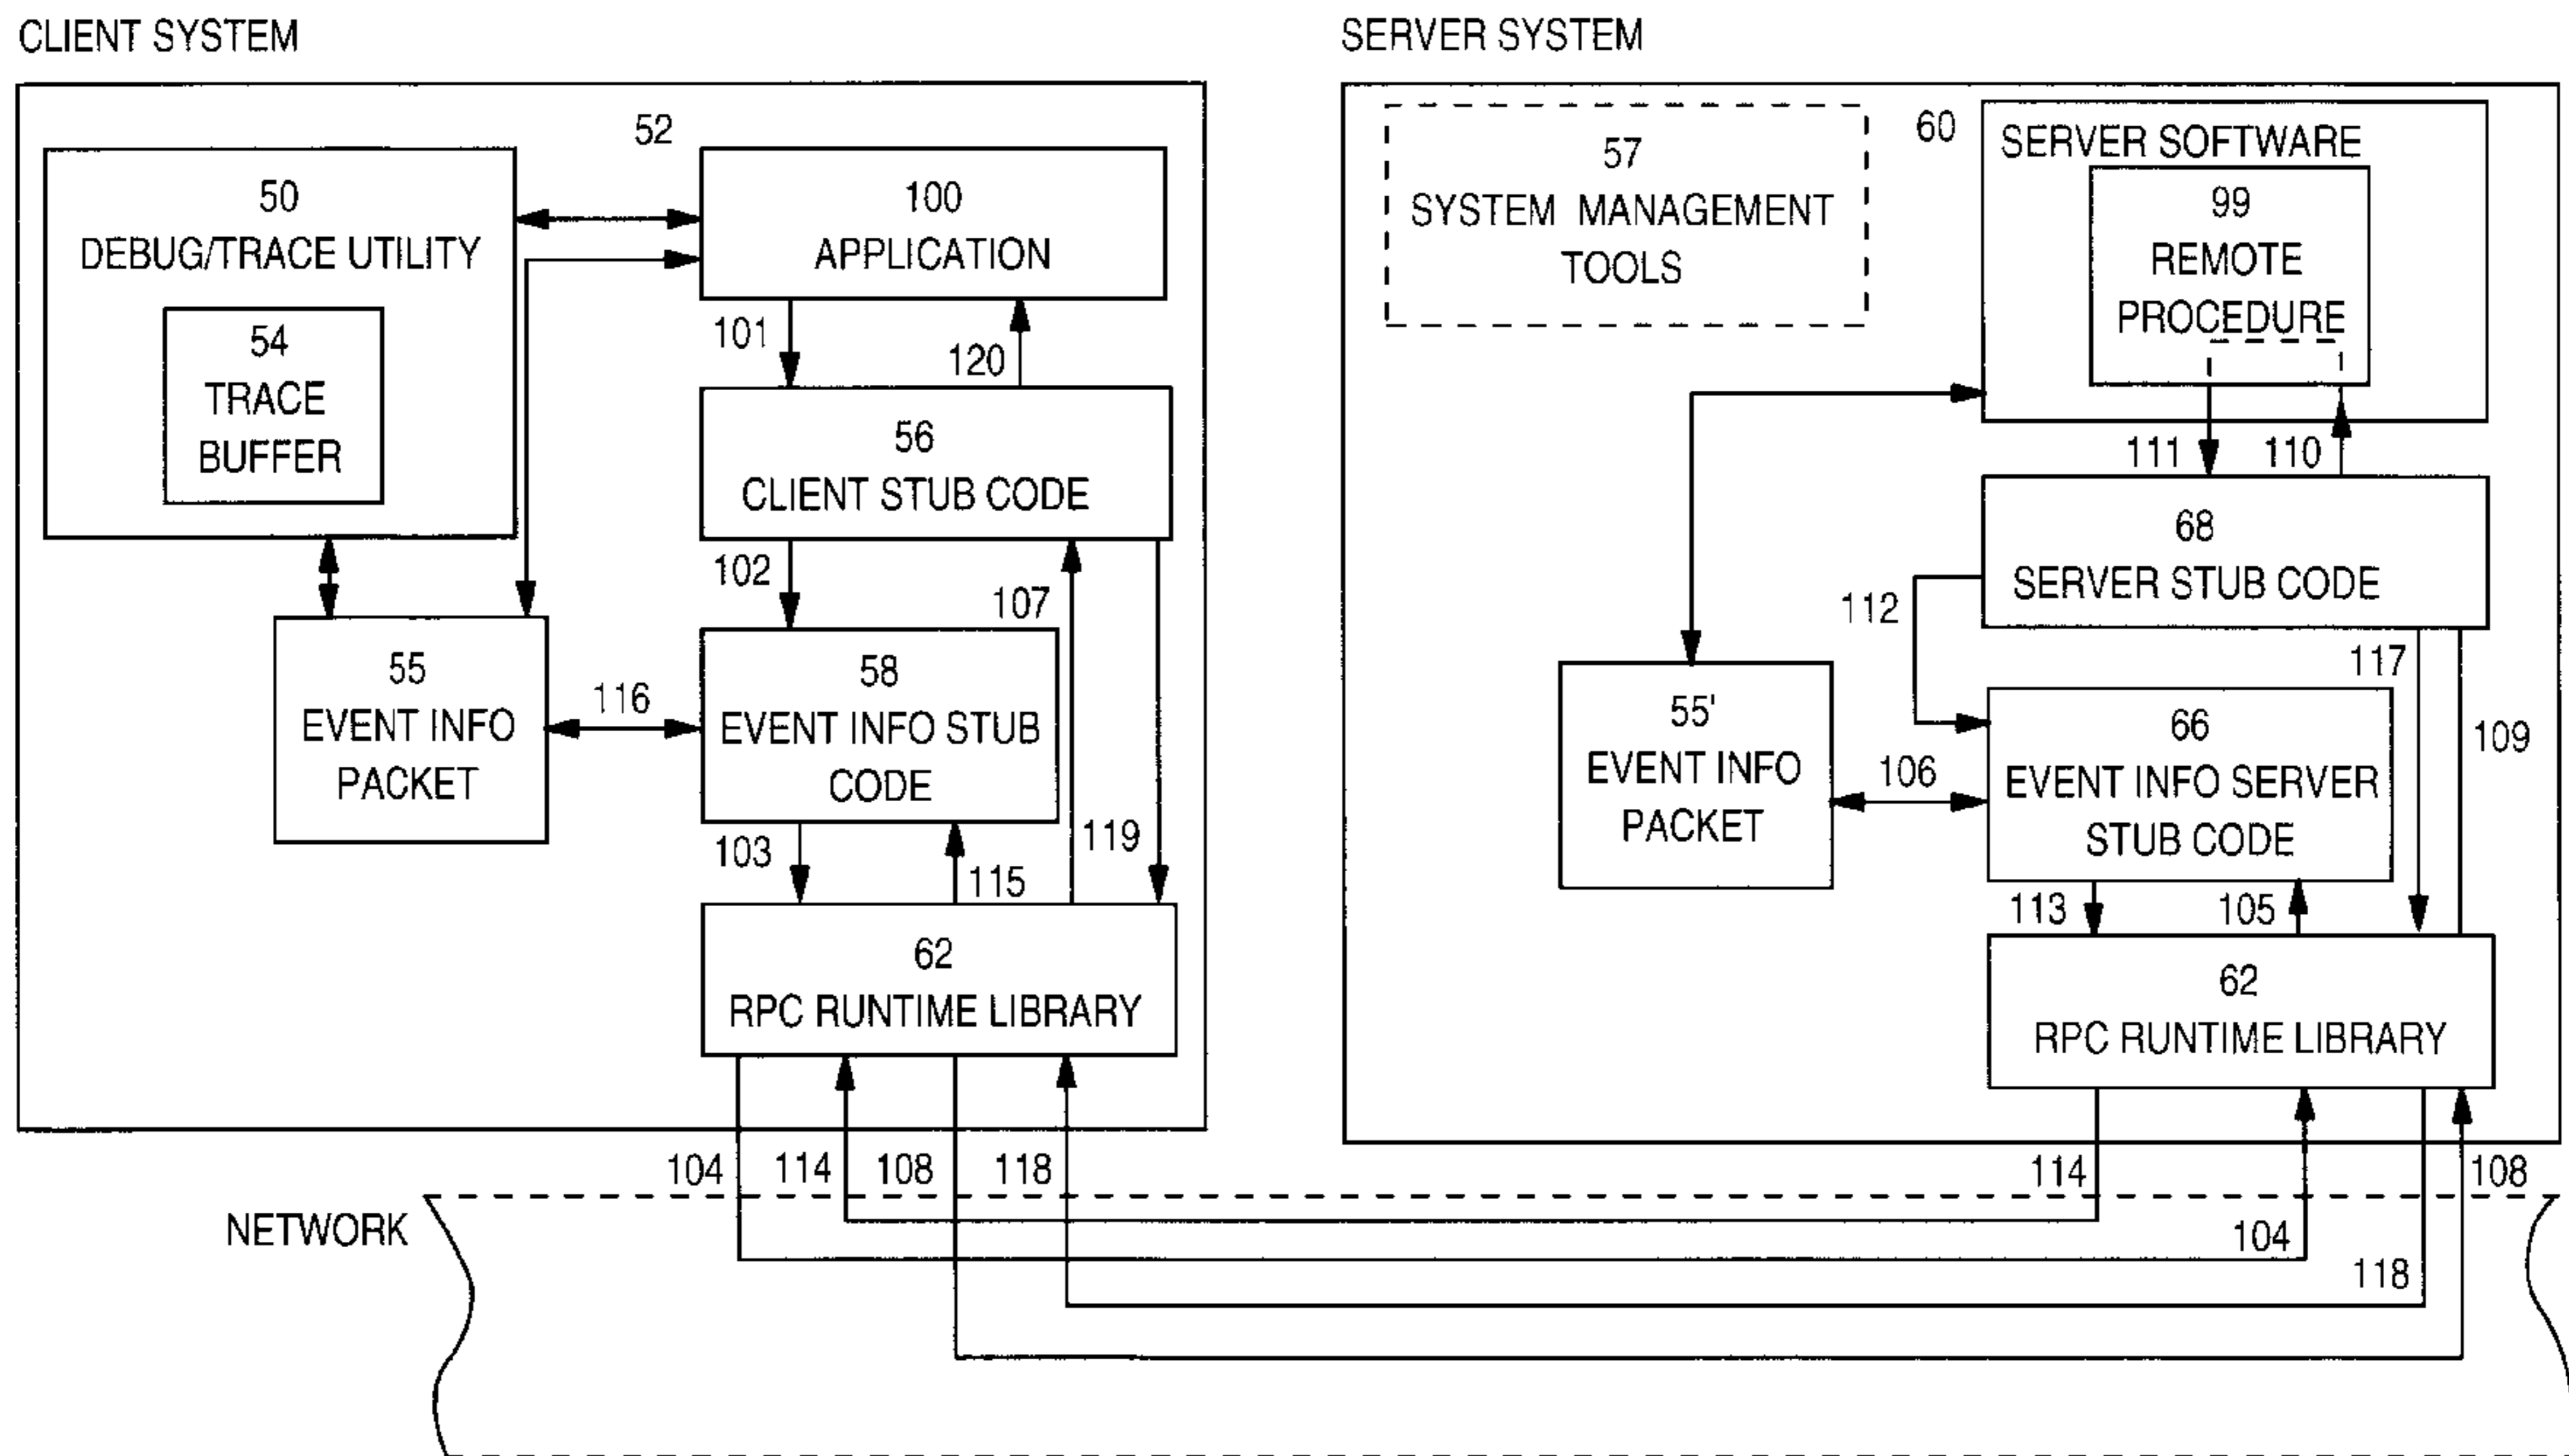 CLIENT SYSTEM
52
50
DEBUG/TRACE UTILITY
54
TRACE
BUFFER
100
APPLICATION
101
120
56
CLIENT STUB CODE
102
107
55
EVENT INFO
PACKET
116
58
EVENT INFO STUB
CODE
103
115
119
62
RPC RUNTIME LIBRARY
SERVER SYSTEM
57
SYSTEM MANAGEMENT
TOOLS
60
SERVER SOFTWARE
99
REMOTE
PROCEDURE
111
110
68
SERVER STUB CODE
112
117
109
55'
EVENT INFO
PACKET
106
66
EVENT INFO SERVER
STUB CODE
113
105
62
RPC RUNTIME LIBRARY
104
114
108
118
114
108
NETWORK
104
118